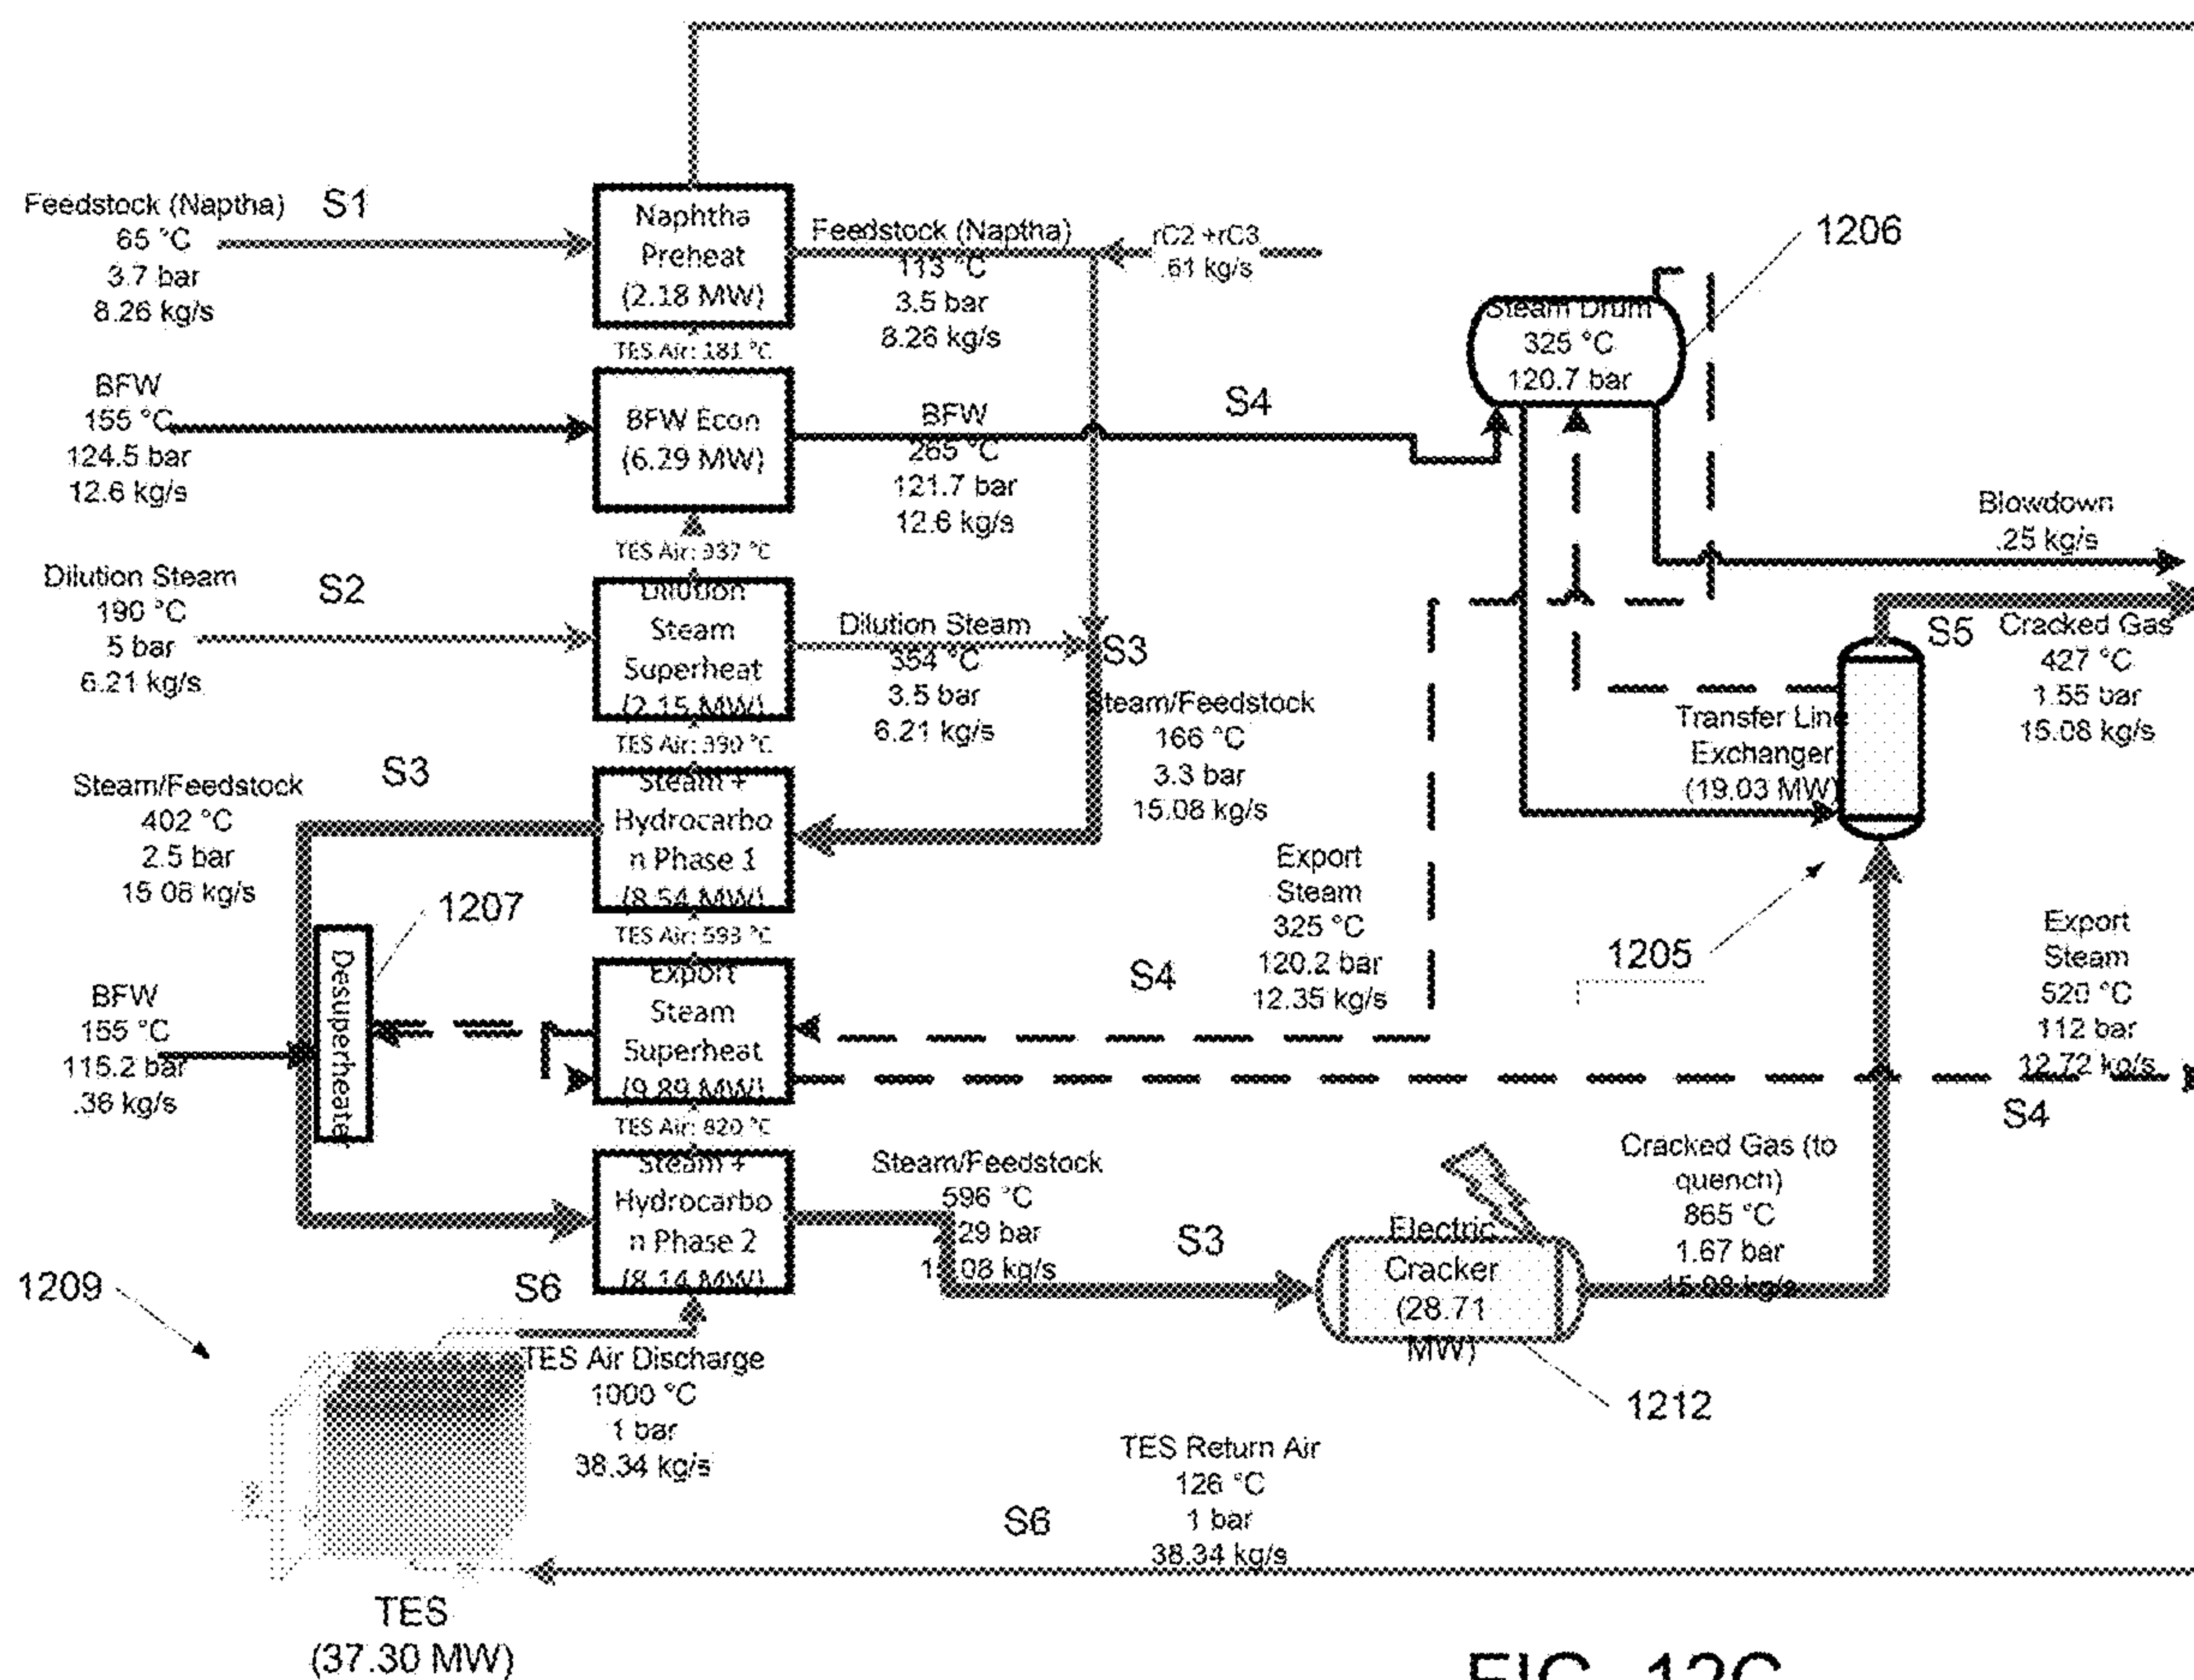 Feedstock (Naptha)
65 °C
3.7 bar
8.26 kg/s
S1
Naphtha
Preheat
(2.18 MW)
Feedstock (Naptha)
113 °C
3.5 bar
8.26 kg/s
rC2 +rC3
.61 kg/s
1206
Steam Drum
325 °C
120.7 bar
TES Air: 181 °C
BFW
155 °C
124.5 bar
12.6 kg/s
BFW Econ
(6.29 MW)
BFW
265 °C
121.7 bar
12.6 kg/s
S4
Blowdown
.25 kg/s
TES Air: 337 °C
Dilution Steam
190 °C
5 bar
6.21 kg/s
S2
Dilution
Steam
Superheat
(2.15 MW)
Dilution Steam
354 °C
3.5 bar
6.21 kg/s
S3
Steam/Feedstock
166 °C
3.3 bar
15.08 kg/s
S5
Cracked Gas
427 °C
1.55 bar
15.08 kg/s
Transfer Line
Exchanger
(19.03 MW)
TES Air: 390 °C
Steam/Feedstock
402 °C
2.5 bar
15 08 kg/s
S3
Steam +
Hydrocarbo
n Phase 1
(8.54 MW)
1207
Desuperheater
TES Air: 593 °C
Export
Steam
325 °C
120.2 bar
12.35 kg/s
S4
1205
Export
Steam
520 °C
112 bar
12.72 kg/s
S4
BFW
155 °C
115.2 bar
.36 kg/s
Export
Steam
Superheat
(9.89 MW)
TES Air: 820 °C
Steam +
Hydrocarbo
n Phase 2
(8.14 MW)
Steam/Feedstock
596 °C
29 bar
08 kg/s
S3
Electric
Cracker
(28.71
MW)
1212
Cracked Gas (to
quench)
865 °C
1.67 bar
15.08 kg/s
1209
S6
TES Air Discharge
1000 °C
1 bar
38.34 kg/s
TES Return Air
126 °C
1 bar
38.34 kg/s
S6
TES
(37.30 MW)
FIG. 12C